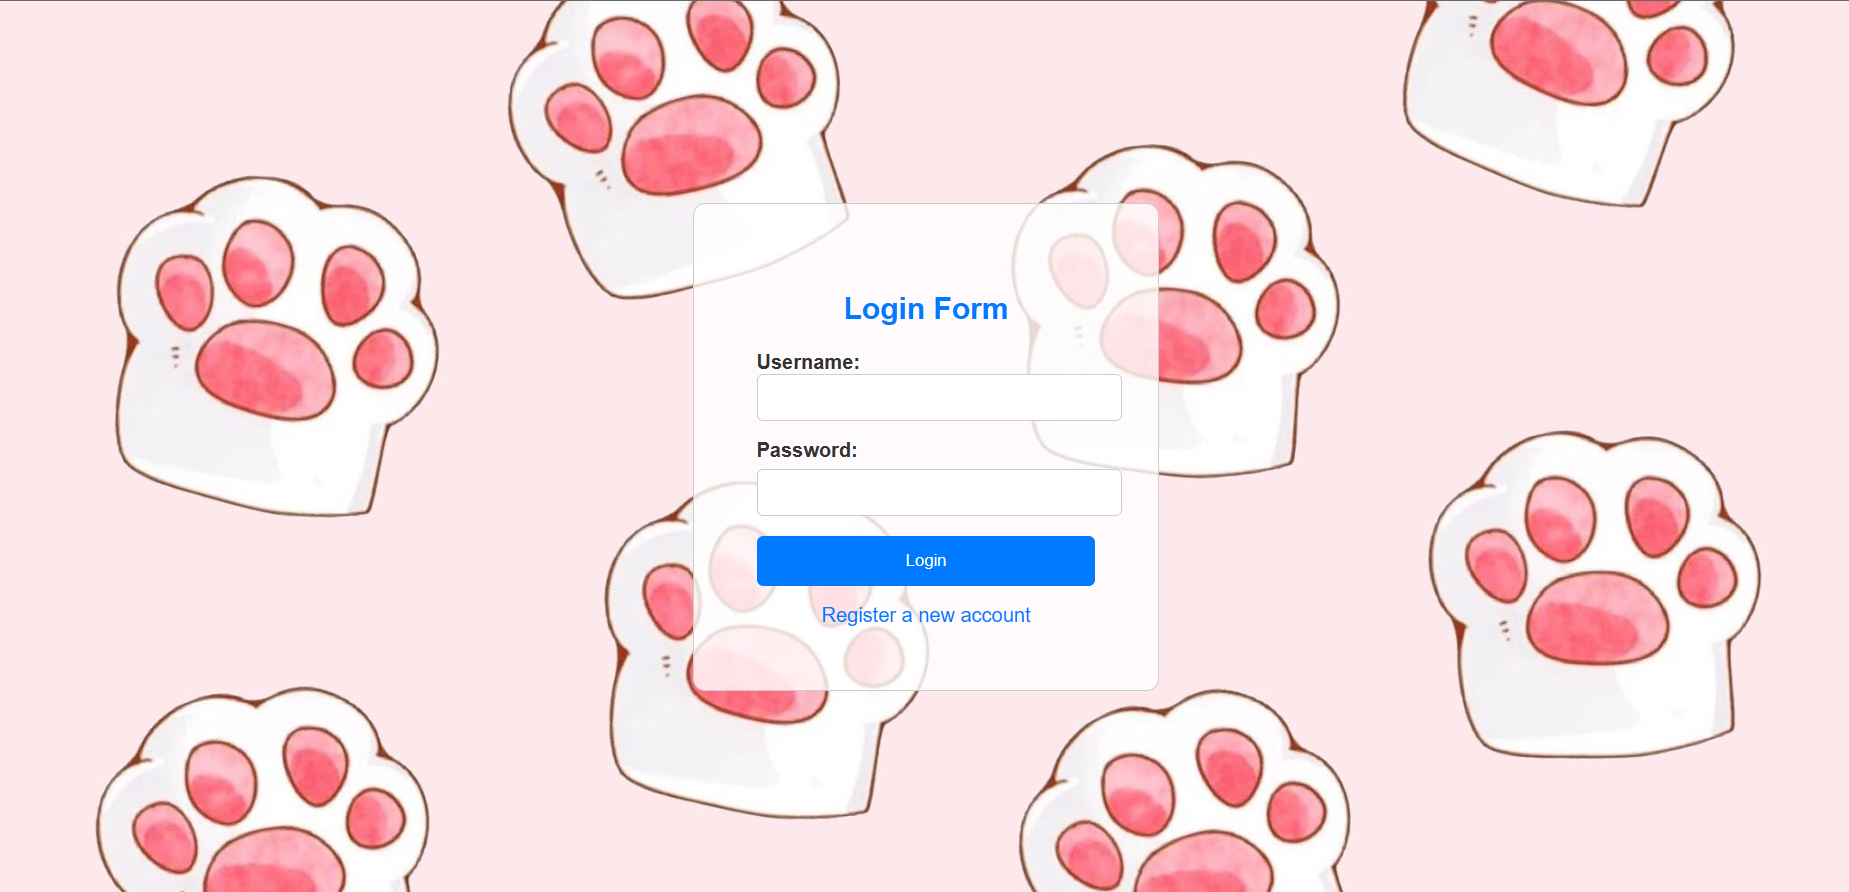 Login Form
Username:
Password:
Login
Register a new account